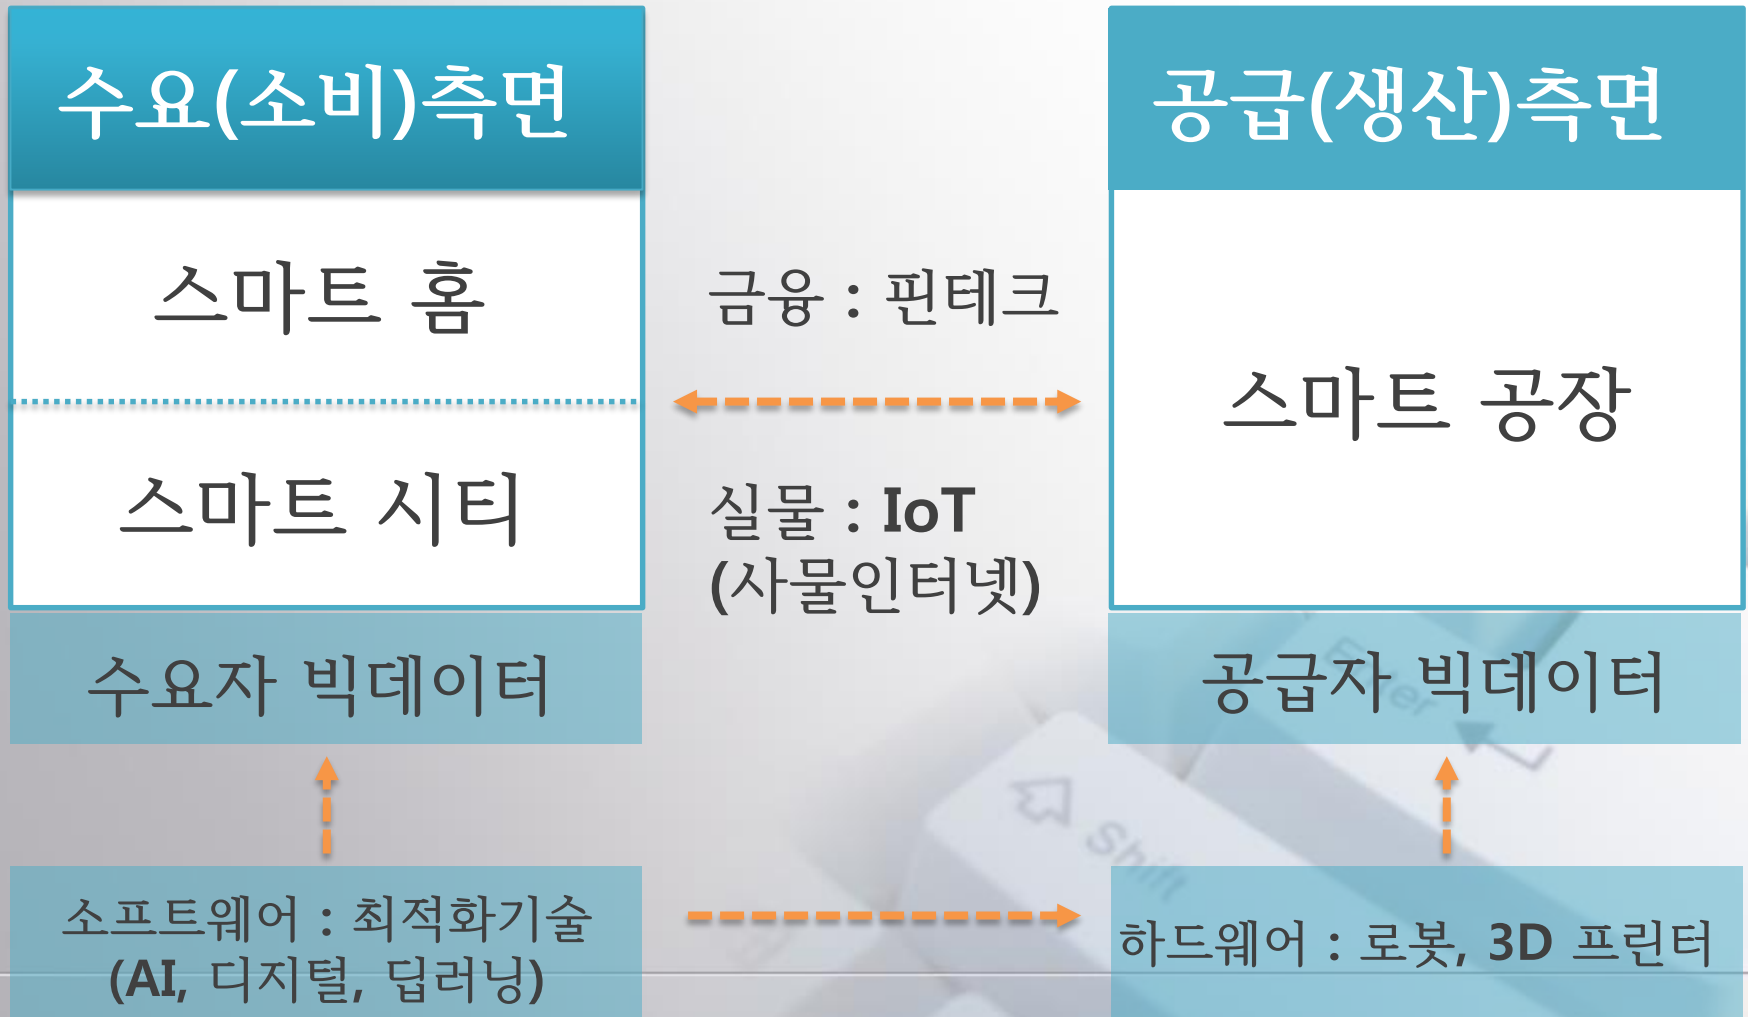 수요(소비)측면
공급(생산)측면
스마트 홈
스마트 시티
금융 : 핀테크
실물 : IoT
(사물인터넷)
스마트 공장
수요자 빅데이터
공급자 빅데이터
Enter
Shift
소프트웨어 : 최적화기술
(AI, 디지털, 딥러닝)
하드웨어 : 로봇, 3D 프린터